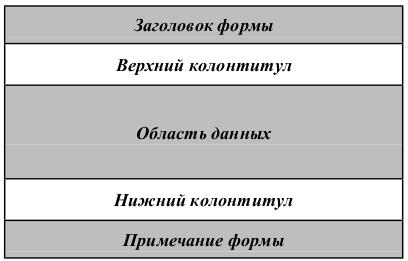 Заголовок формы
Верхний колонтитул
Область данных
Нижний колонтитул
Примечание формы